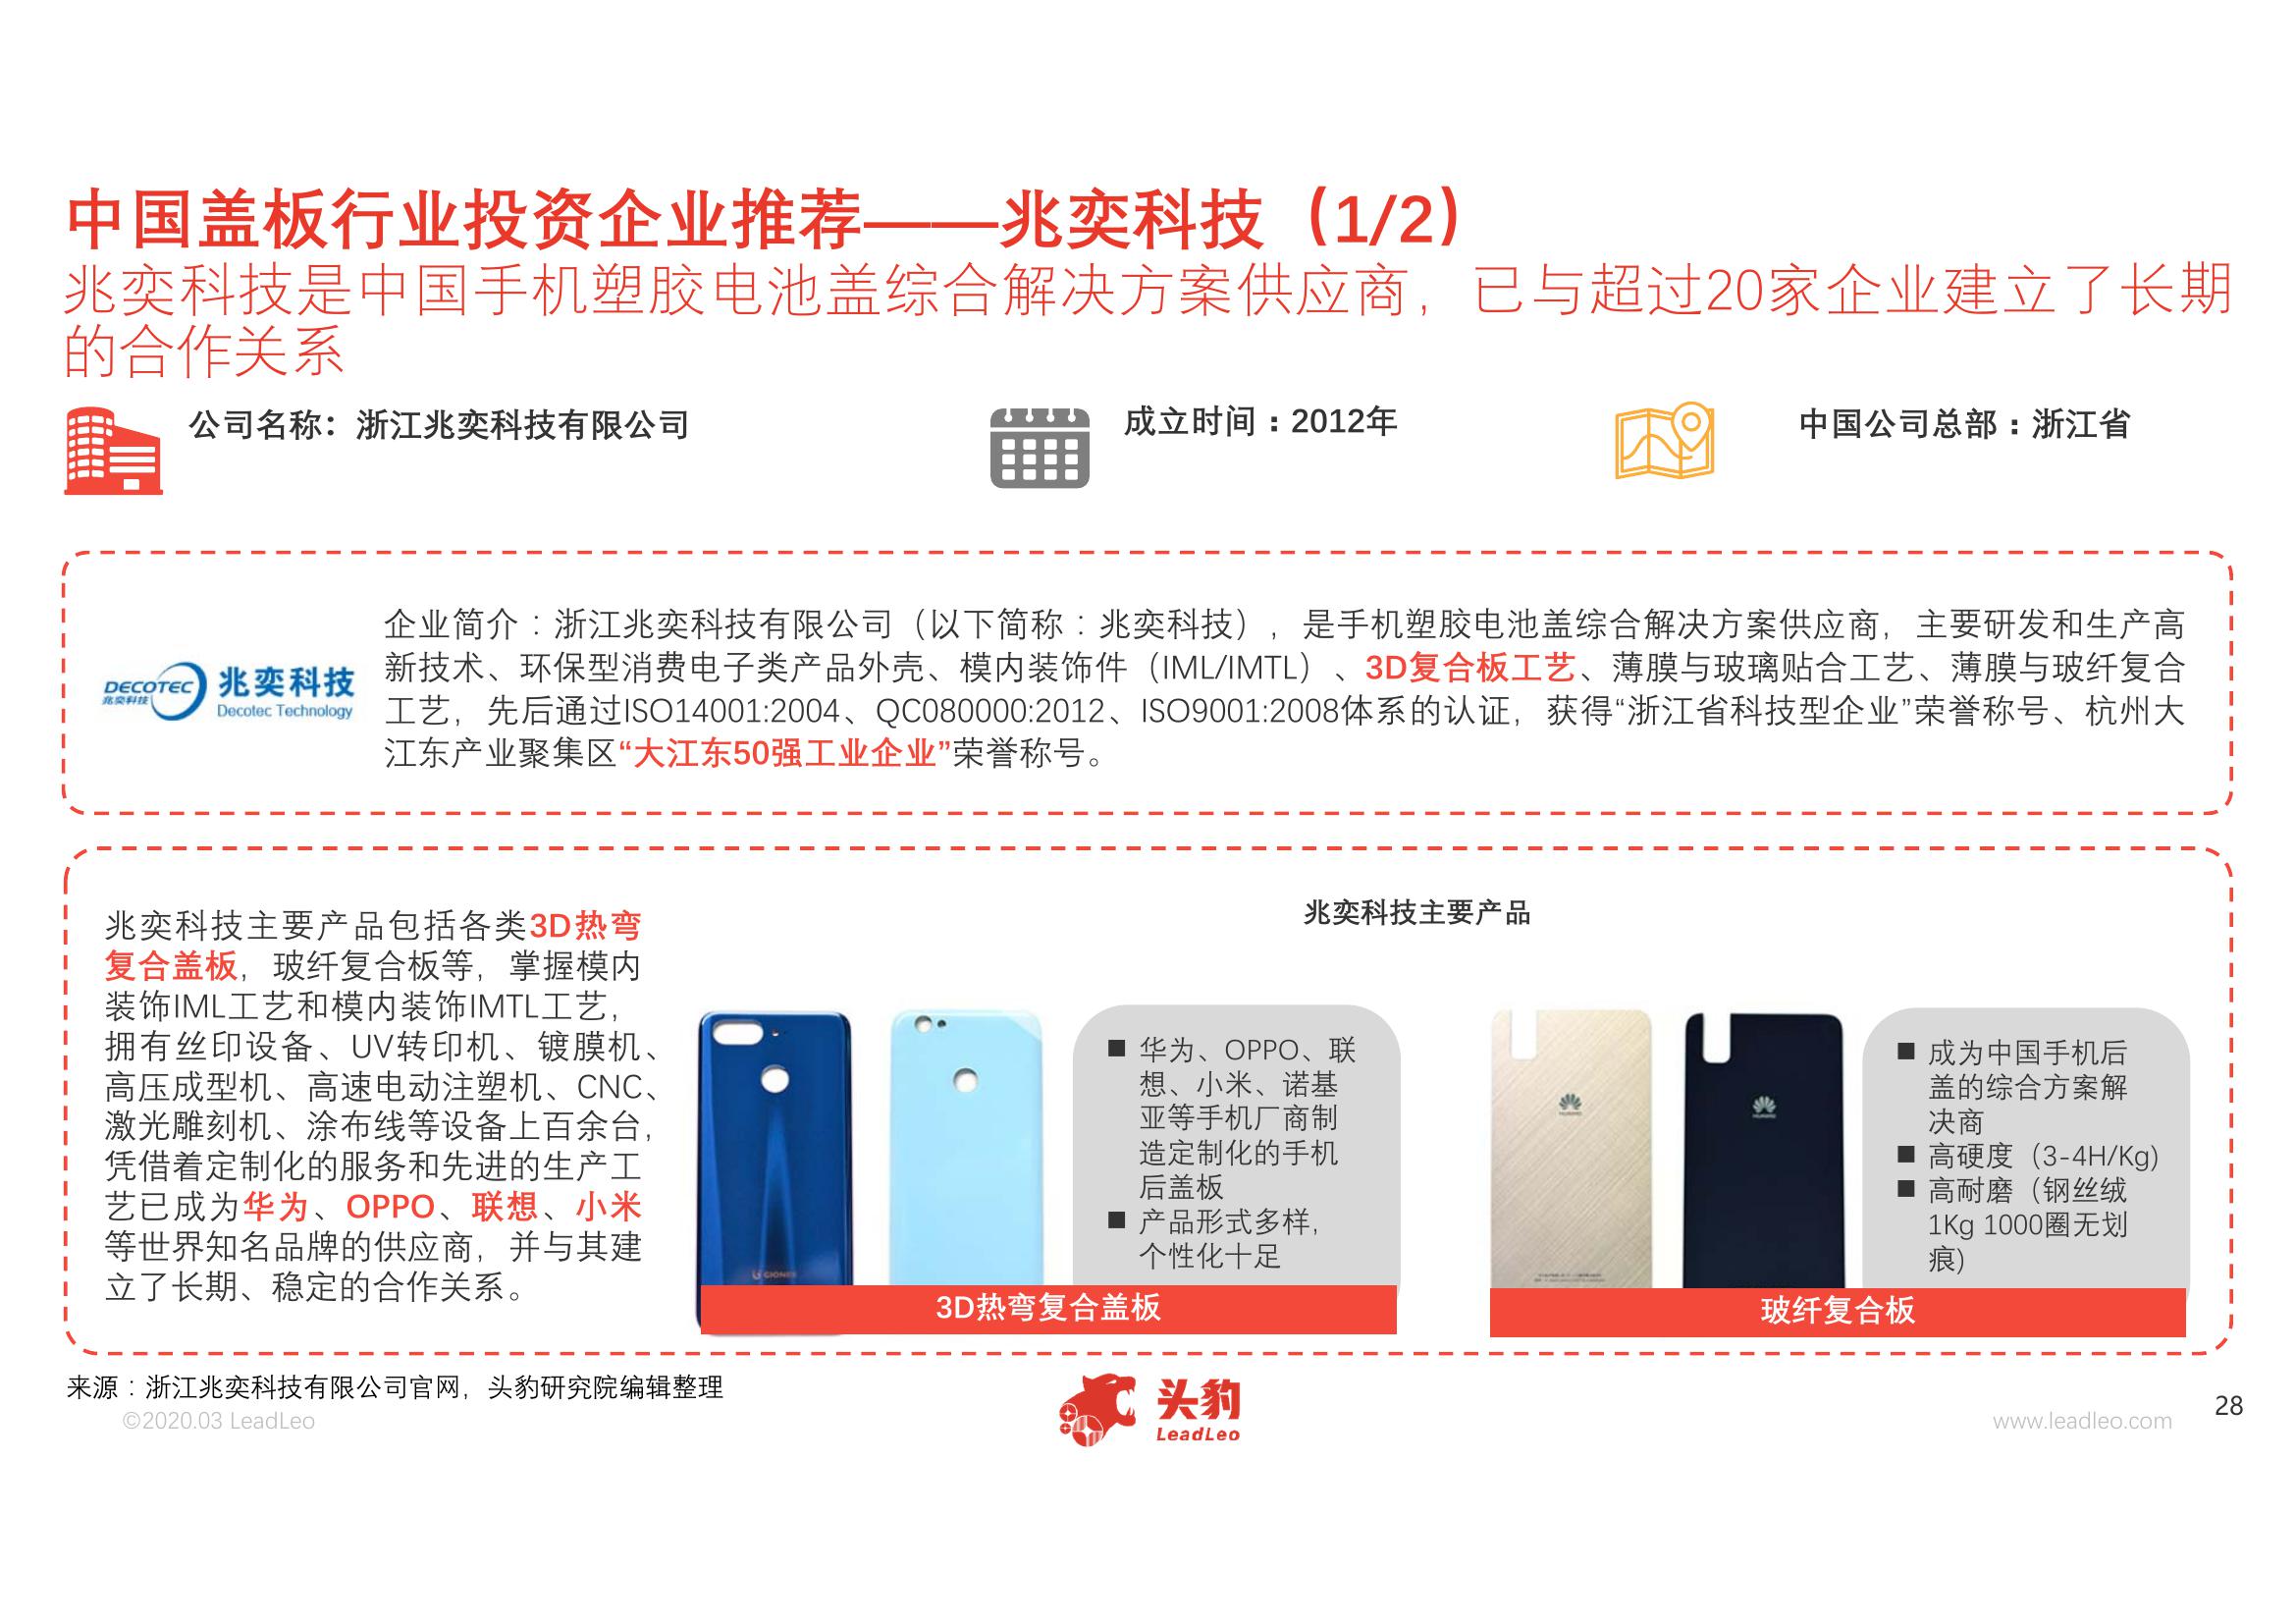 中国盖板行业投资企业推荐——兆奕科技（1/2）
兆奕科技是中国手机塑胶电池盖综合解决方案供应商，已与超过20家企业建立了长期
的合作关系
公司名称：浙江兆奕科技有限公司
成立时间：2012年
中国公司总部：浙江省
DECOTEC
兆奕科技
兆奕科技
Decotec Technology
企业简介：浙江兆奕科技有限公司（以下简称：兆奕科技），是手机塑胶电池盖综合解决方案供应商，主要研发和生产高
新技术、环保型消费电子类产品外壳、模内装饰件（IML/IMTL）、3D复合板工艺、薄膜与玻璃贴合工艺、薄膜与玻纤复合
工艺，先后通过ISO14001:2004、QC080000:2012、ISO9001:2008体系的认证，获得“浙江省科技型企业”荣誉称号、杭州大
江东产业聚集区“大江东50强工业企业”荣誉称号。
兆奕科技主要产品包括各类3D热弯
复合盖板，玻纤复合板等，掌握模内
装饰IML工艺和模内装饰IMTL工艺，
拥有丝印设备、UV转印机、镀膜机、
高压成型机、高速电动注塑机、CNC、
激光雕刻机、涂布线等设备上百余台，
凭借着定制化的服务和先进的生产工
艺已成为华为、OPPO、联想、小米
等世界知名品牌的供应商，并与其建
立了长期、稳定的合作关系。
兆奕科技主要产品
GIONEE
■ 华为、OPPO、联
想、小米、诺基
亚等手机厂商制
造定制化的手机
后盖板
■ 产品形式多样，
个性化十足
3D热弯复合盖板
HUAWEI
HUAWEI
■ 成为中国手机后
盖的综合方案解
决商
■ 高硬度（3-4H/Kg)
■ 高耐磨（钢丝绒
1Kg 1000圈无划
痕)
玻纤复合板
来源：浙江兆奕科技有限公司官网，头豹研究院编辑整理
©2020.03 LeadLeo
头豹
LeadLeo
www.leadleo.com
28